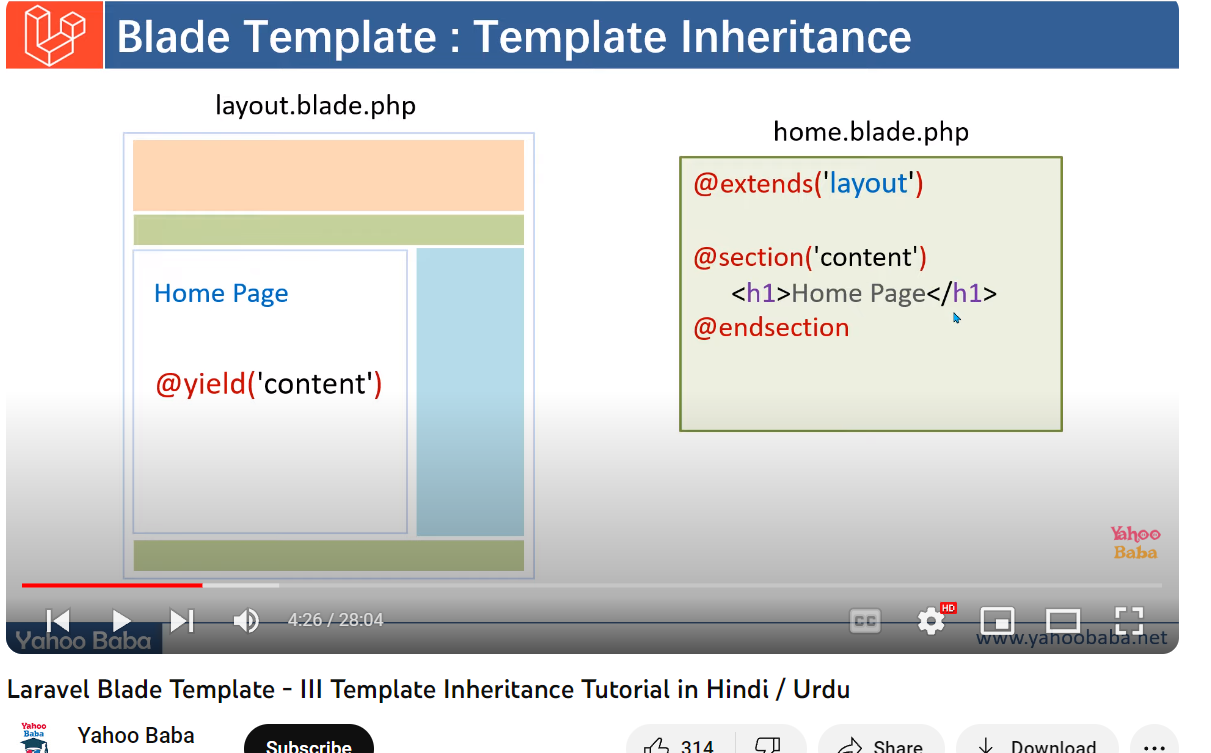 Blade Template : Template Inheritance
layout.blade.php
Home Page
@yield('content')
home.blade.php
@extends('layout')
@section('content')
<h1>Home Page</h1>
@endsection
Yahoo
Baba
4:26 / 28:04
CC
HD
Yahoo Baba
www.yahoobaba.net
Laravel Blade Template - III Template Inheritance Tutorial in Hindi / Urdu
Yahoo
Baba
Yahoo Baba
Subscribe
314
Share
Download